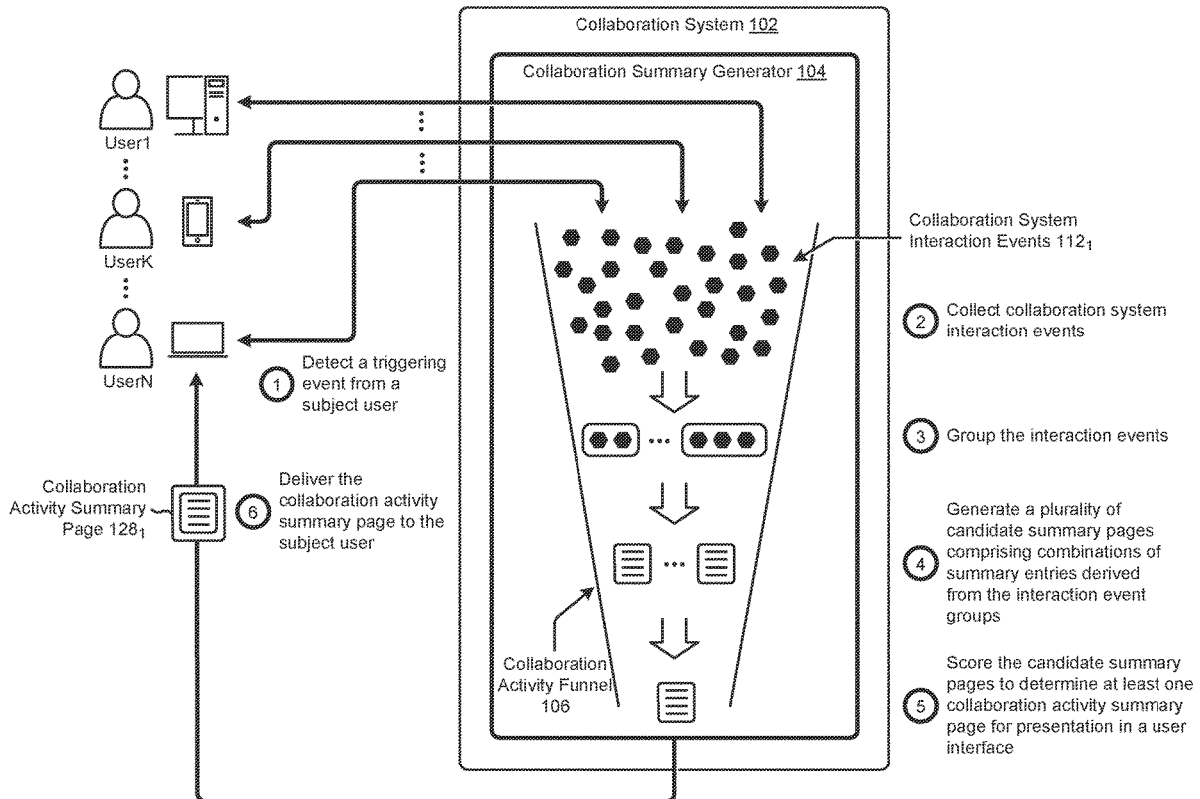 Collaboration System 102
Collaboration Summary Generator 104
User1
UserK
UserN
Collaboration System
Interaction Events 112₁
1
Detect a triggering
event from a
subject user
2
Collect collaboration system
interaction events
3
Group the interaction events
Collaboration
Activity Summary
Page 128₁
6
Deliver the
collaboration activity
summary page to the
subject user
4
Generate a plurality of
candidate summary pages
comprising combinations of
summary entries derived
from the interaction event
groups
Collaboration
Activity Funnel
106
5
Score the candidate summary
pages to determine at least one
collaboration activity summary
page for presentation in a user
interface